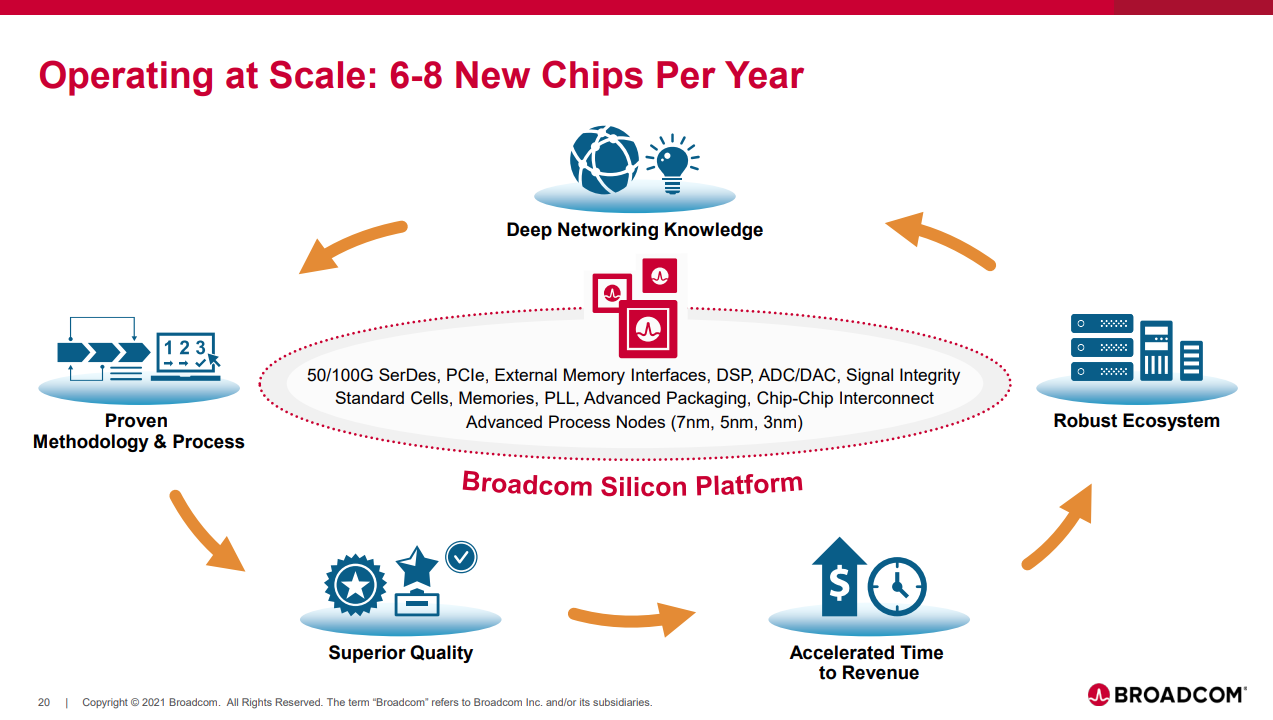 Operating at Scale: 6-8 New Chips Per Year
Deep Networking Knowledge
50/100G SerDes, PCIe, External Memory Interfaces, DSP, ADC/DAC, Signal Integrity
Standard Cells, Memories, PLL, Advanced Packaging, Chip-Chip Interconnect
Advanced Process Nodes (7nm, 5nm, 3nm)
Broadcom Silicon Platform
1 2 3
Proven
Methodology & Process
Robust Ecosystem
Superior Quality
$
Accelerated Time
to Revenue
20 | Copyright © 2021 Broadcom. All Rights Reserved. The term “Broadcom” refers to Broadcom Inc. and/or its subsidiaries.
BROADCOM®